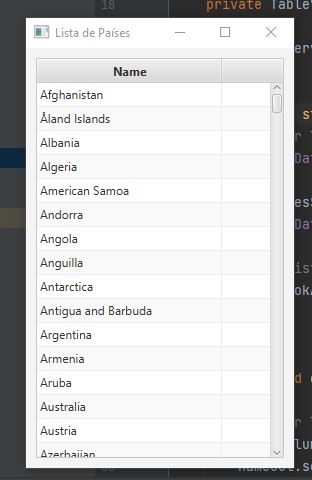 18
private Table
Lista de Países
Name
Afghanistan
Åland Islands
Albania
Algeria
American Samoa
Andorra
Angola
Anguilla
Antarctica
Antigua and Barbuda
Argentina
Armenia
Aruba
Australia
Austria
Azerbaijan